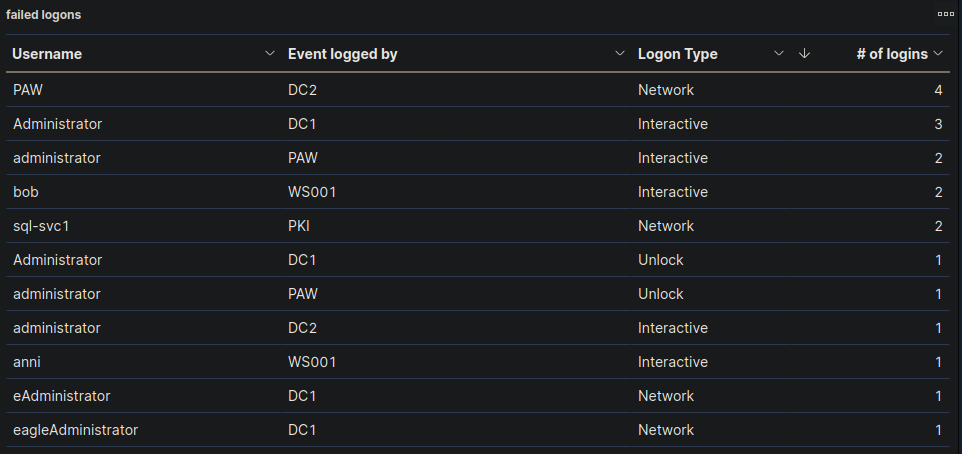 failed logons
Username Event logged by Logon Type # of logins
PAW DC2 Network 4
Administrator DC1 Interactive 3
administrator PAW Interactive 2
bob WS001 Interactive 2
sql-svc1 PKI Network 2
Administrator DC1 Unlock 1
administrator PAW Unlock 1
administrator DC2 Interactive 1
anni WS001 Interactive 1
eAdministrator DC1 Network 1
eagleAdministrator DC1 Network 1